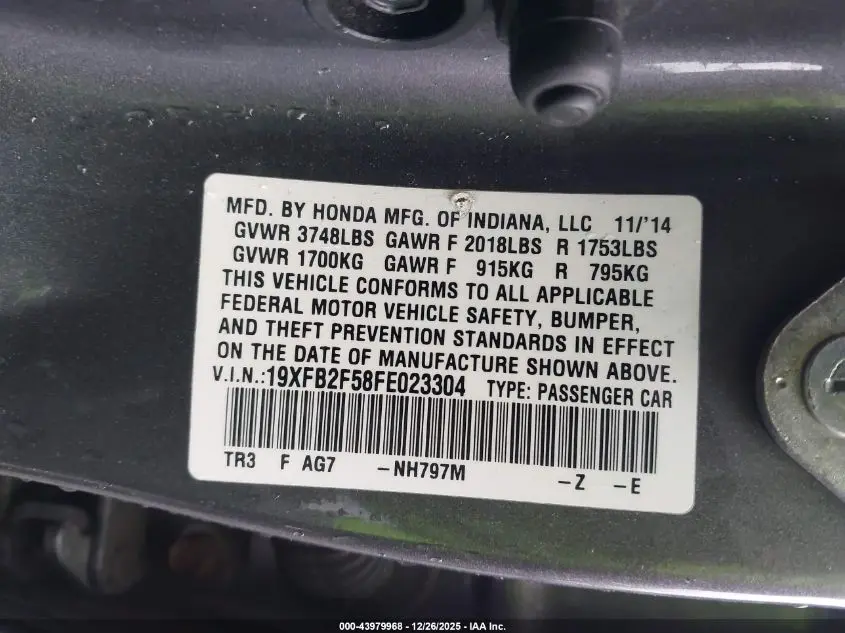 MFD. BY HONDA MFG. OF INDIANA, LLC 11/'14
GVWR 3748LBS GAWR F 2018LBS R 1753LBS
GVWR 1700KG GAWR F 915KG R 795KG
THIS VEHICLE CONFORMS TO ALL APPLICABLE
FEDERAL MOTOR VEHICLE SAFETY, BUMPER,
AND THEFT PREVENTION STANDARDS IN EFFECT
ON THE DATE OF MANUFACTURE SHOWN ABOVE.
V.I.N.:19XFB2F58FE023304 TYPE: PASSENGER CAR
TR3 F AG7 -NH797M -Z -E
000-43979968 - 12/26/2025 - IAA Inc.